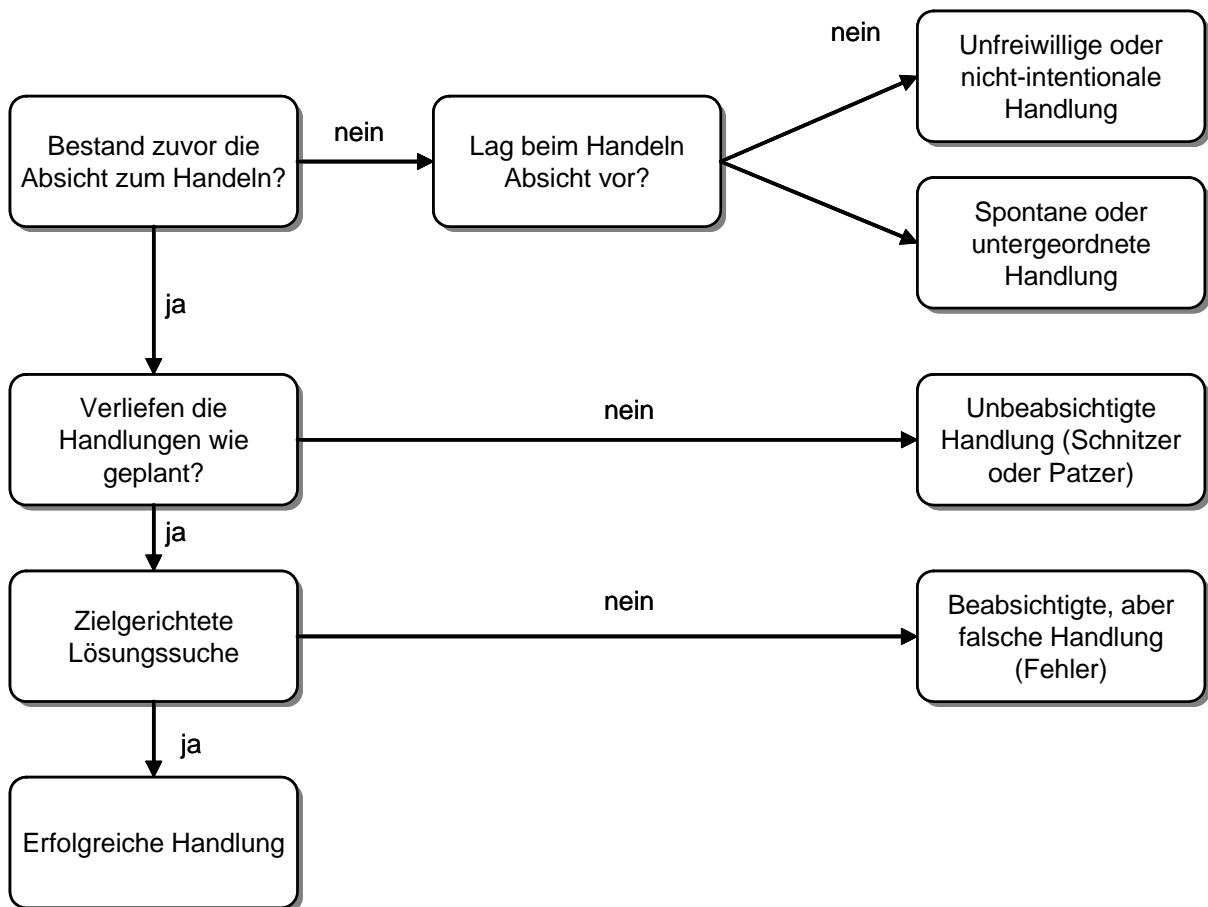 nein
Unfreiwillige oder
nicht-intentionale
Handlung
Bestand zuvor die
Absicht zum Handeln?
nein
Lag beim Handeln
Absicht vor?
Spontane oder
untergeordnete
Handlung
ja
Verliefen die
Handlungen wie
geplant?
nein
Unbeabsichtigte
Handlung (Schnitzer
oder Patzer)
ja
Zielgerichtete
Lösungssuche
nein
Beabsichtigte, aber
falsche Handlung
(Fehler)
ja
Erfolgreiche Handlung